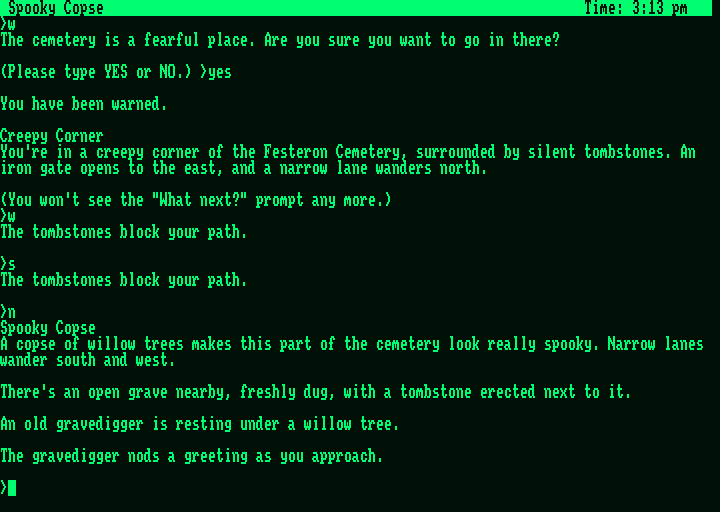 Spooky Copse Time: 3:13 pm
>w
The cemetery is a fearful place. Are you sure you want to go in there?
(Please type YES or NO.) >yes
You have been warned.
Creepy Corner
You're in a creepy corner of the Festeron Cemetery, surrounded by silent tombstones. An
iron gate opens to the east, and a narrow lane wanders north.
(You won't see the "What next?" prompt any more.)
>w
The tombstones block your path.
>s
The tombstones block your path.
>n
Spooky Copse
A copse of willow trees makes this part of the cemetery look really spooky. Narrow lanes
wander south and west.
There's an open grave nearby, freshly dug, with a tombstone erected next to it.
An old gravedigger is resting under a willow tree.
The gravedigger nods a greeting as you approach.
>